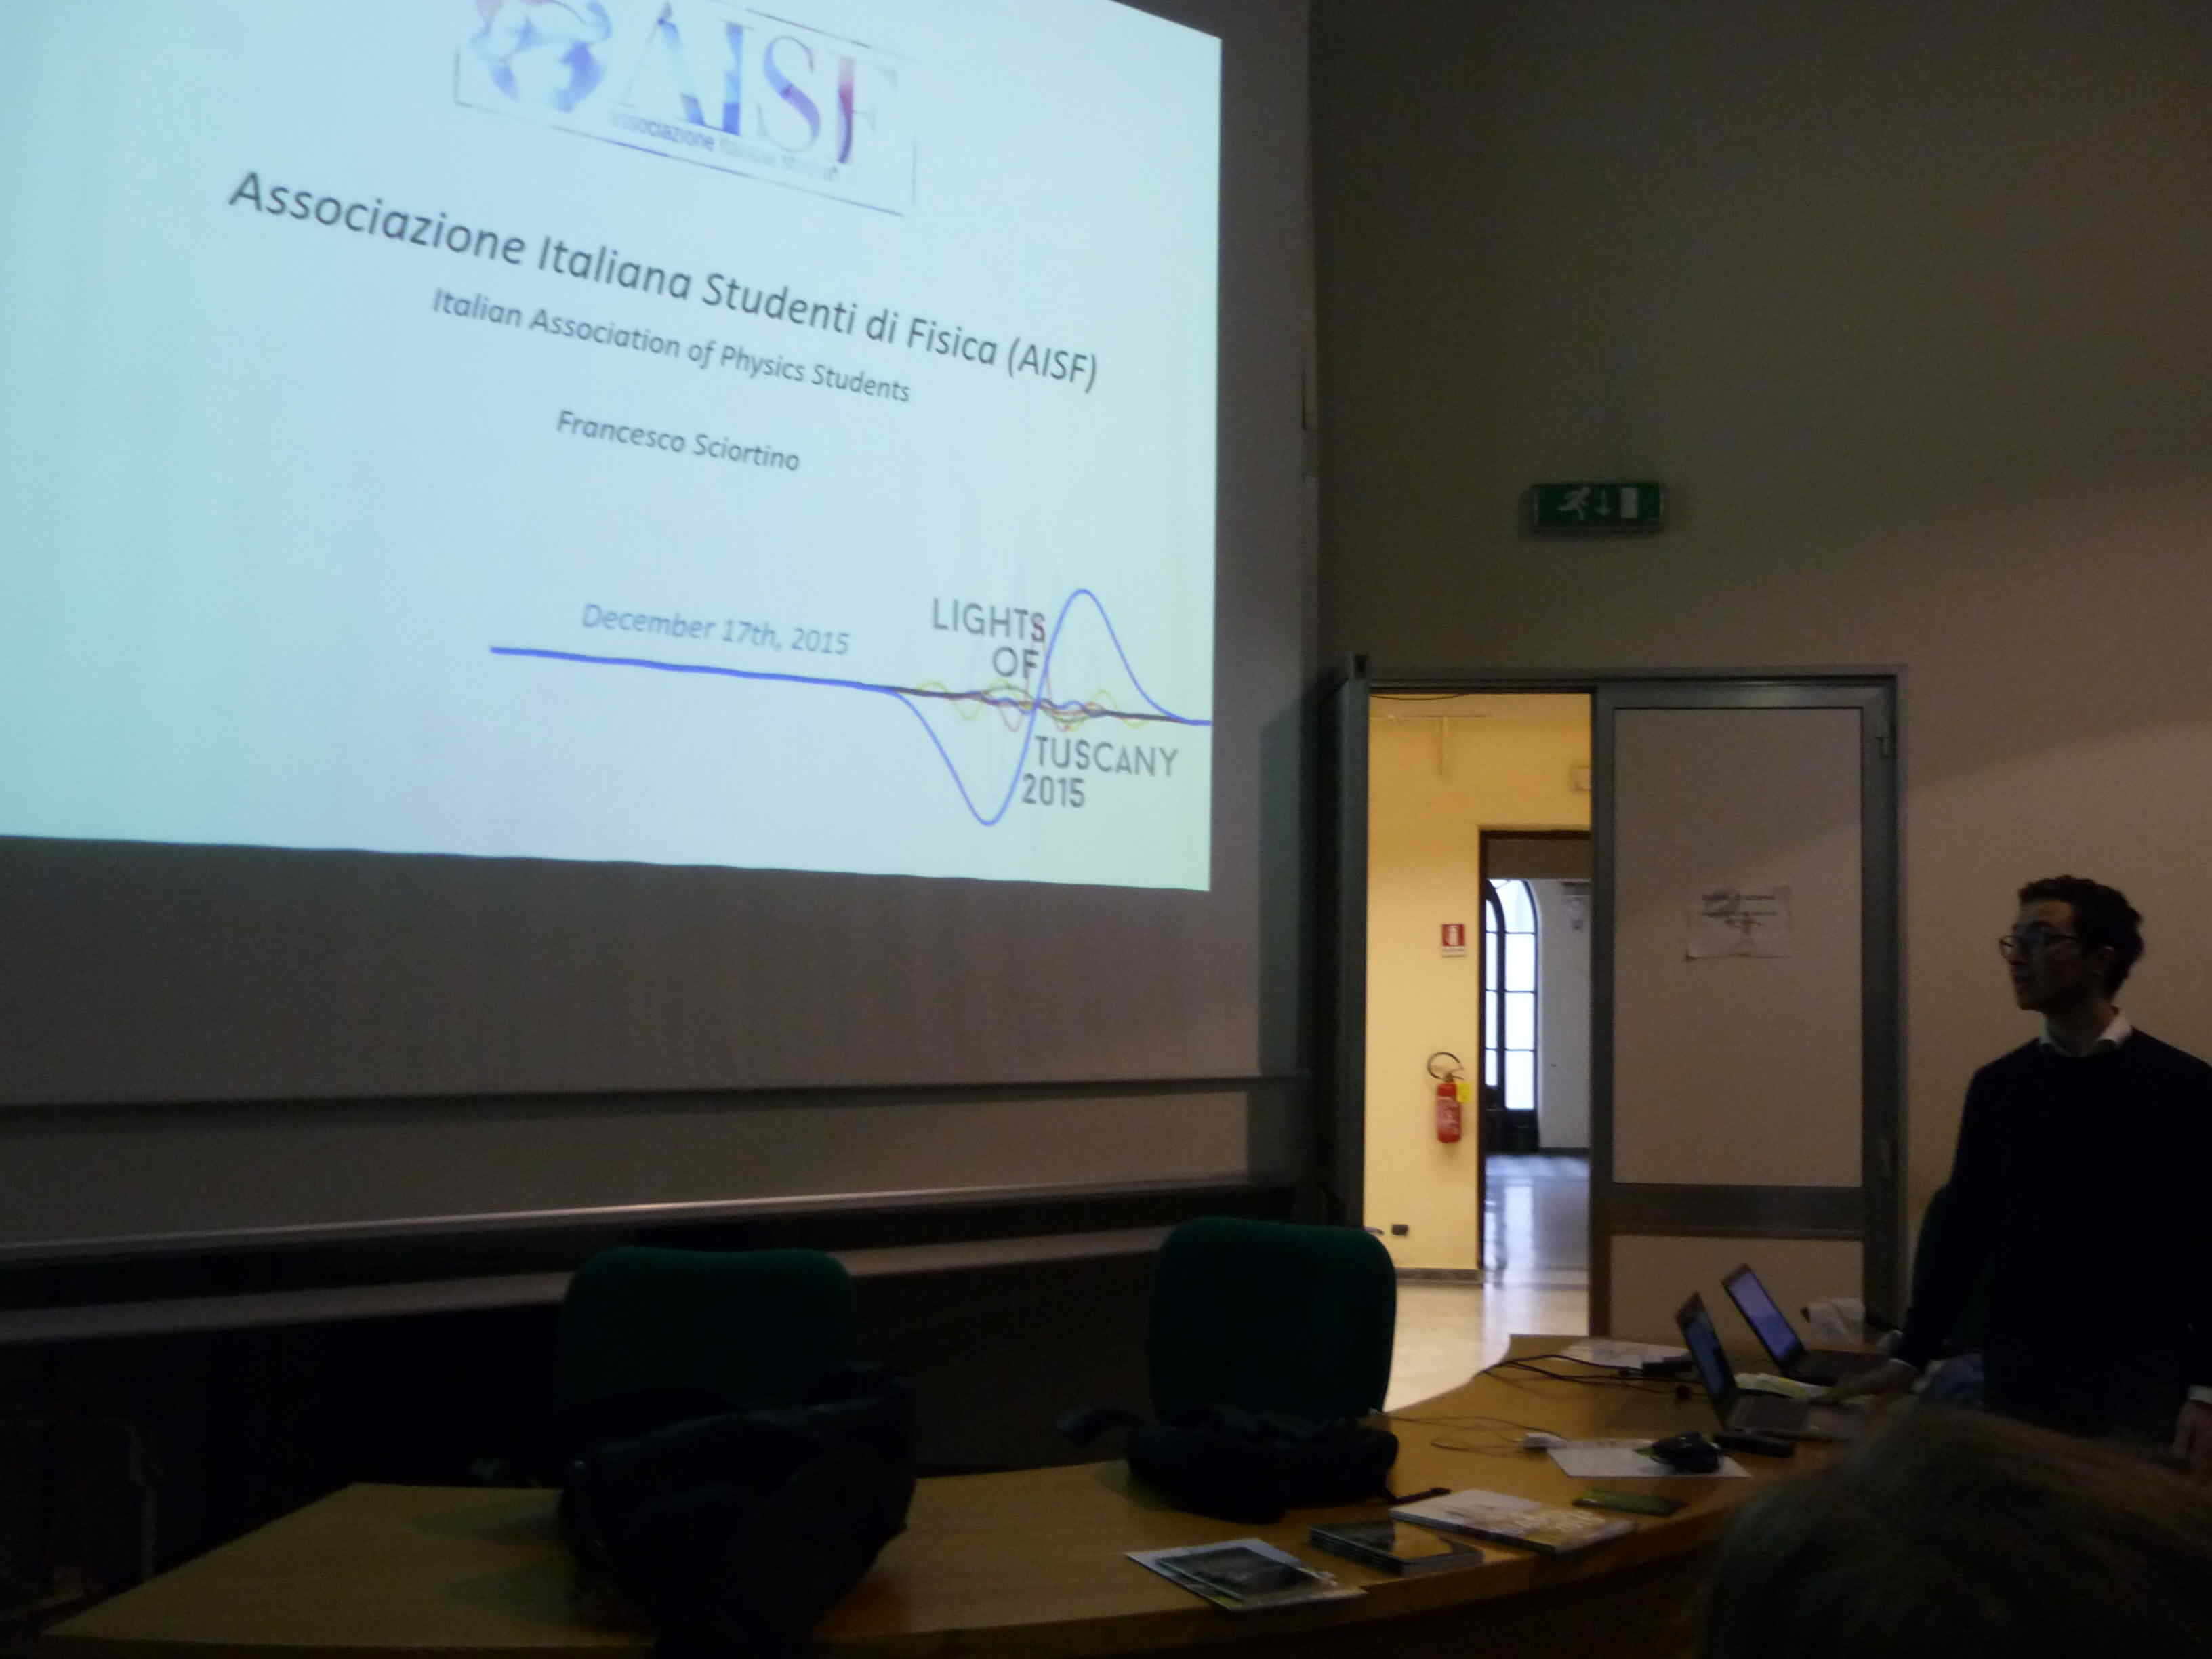 AISF
associazione
Associazione Italiana Studenti di Fisica (AISF)
Italian Association of Physics Students
Francesco Sciortino
December 17th, 2015
LIGHTS
OF
TUSCANY
2015